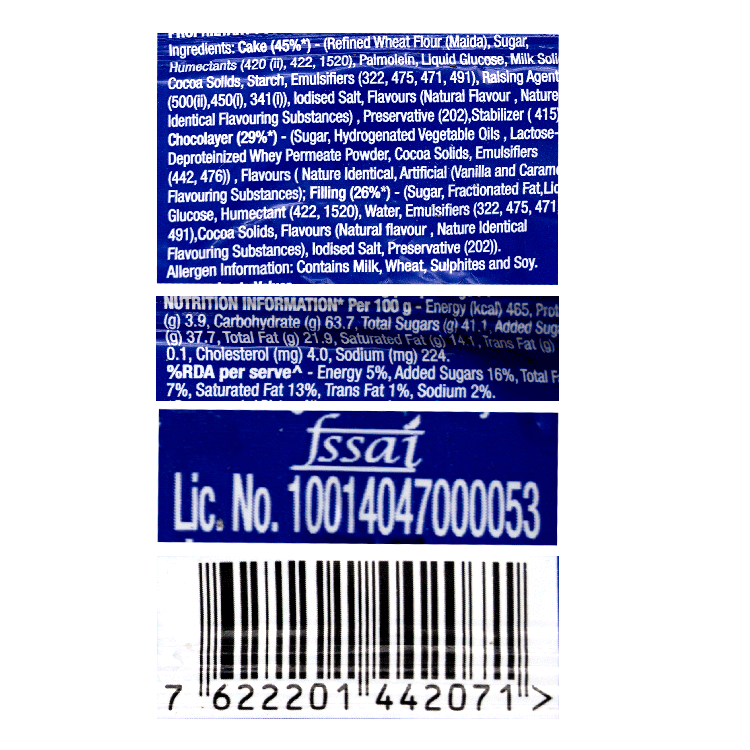 Ingredients: Cake (45%*) - (Refined Wheat Flour (Maida), Sugar,
Humectants (420 (ii), 422, 1520), Palmolein, Liquid Glucose, Milk Soli
Cocoa Solids, Starch, Emulsifiers (322, 475, 471, 491), Raising Agent
(500(ii),450(i), 341(i)), Iodised Salt, Flavours (Natural Flavour , Nature
Identical Flavouring Substances) , Preservative (202),Stabilizer ( 415)
Chocolayer (29%*) - (Sugar, Hydrogenated Vegetable Oils , Lactose-
Deproteinized Whey Permeate Powder, Cocoa Solids, Emulsifiers
(442, 476)) , Flavours ( Nature Identical, Artificial (Vanilla and Carame
Flavouring Substances); Filling (26%*) - (Sugar, Fractionated Fat,Liq
Glucose, Humectant (422, 1520), Water, Emulsifiers (322, 475, 471
491),Cocoa Solids, Flavours (Natural flavour , Nature Identical
Flavouring Substances), Iodised Salt, Preservative (202)).
Allergen Information: Contains Milk, Wheat, Sulphites and Soy.
NUTRITION INFORMATION* Per 100 g - Energy (kcal) 465, Prot
(g) 3.9, Carbohydrate (g) 63.7, Total Sugars (g) 41.1, Added Suga
(g) 37.7, Total Fat (g) 21.9, Saturated Fat (g) 14.1, Trans Fat (g)
0.1, Cholesterol (mg) 4.0, Sodium (mg) 224.
%RDA per serve^ - Energy 5%, Added Sugars 16%, Total Fa
7%, Saturated Fat 13%, Trans Fat 1%, Sodium 2%.
fssai
Lic. No. 10014047000053
7 622201 442071 >